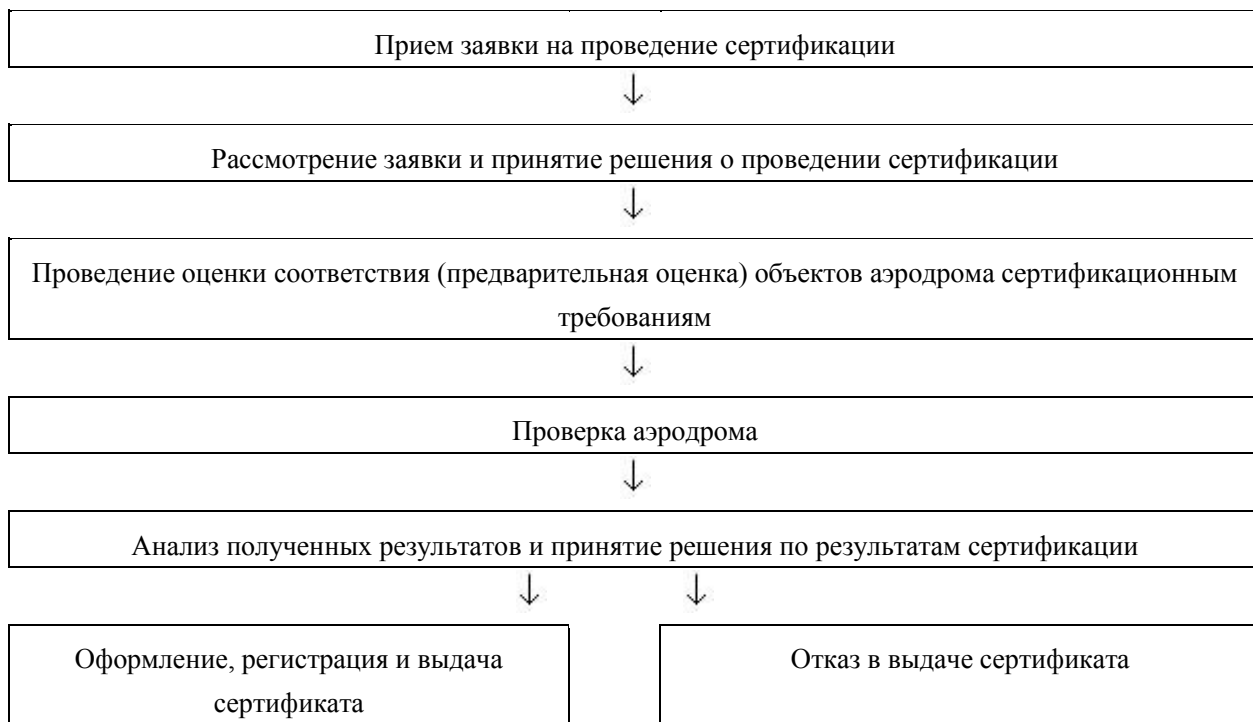 Прием заявки на проведение сертификации
Рассмотрение заявки и принятие решения о проведении сертификации
Проведение оценки соответствия (предварительная оценка) объектов аэродрома сертификационным
требованиям
Проверка аэродрома
Анализ полученных результатов и принятие решения по результатам сертификации
Оформление, регистрация и выдача
сертификата
Отказ в выдаче сертификата